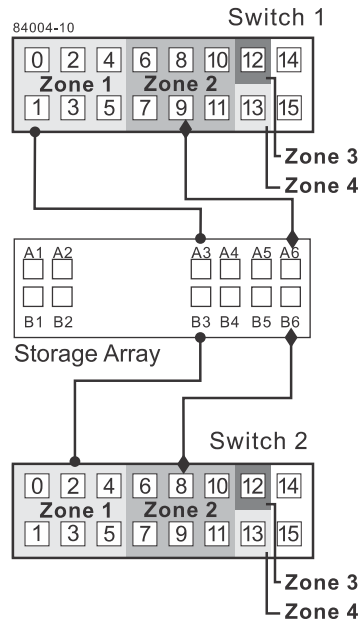 Switch 1
84004-10
0 2 4 6 8 10 12 14
Zone 1 Zone 2
1 3 5 7 9 11 13 15
Zone 3
Zone 4
A1 A2 A3 A4 A5 A6
B1 B2 B3 B4 B5 B6
Storage Array
Switch 2
0 2 4 6 8 10 12 14
Zone 1 Zone 2
1 3 5 7 9 11 13 15
Zone 3
Zone 4